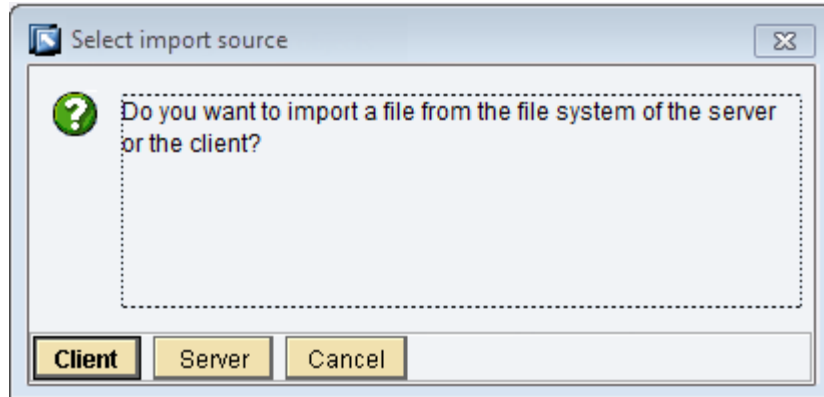 Select import source
Do you want to import a file from the file system of the server
or the client?
Client Server Cancel